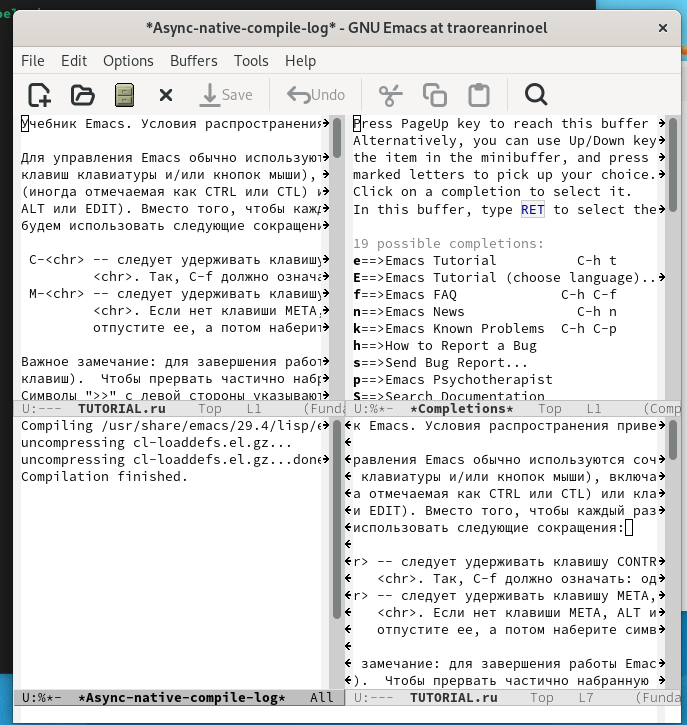 *Async-native-compile-log* - GNU Emacs at traoreanrinoel
File Edit Options Buffers Tools Help
Save Undo
Учебник Emacs. Условия распространения
Для управления Emacs обычно используют
клавиш клавиатуры и/или кнопок мыши),
(иногда отмечаемая как CTRL или CTL) и
ALT или EDIT). Вместо того, чтобы кажд
будем использовать следующие сокращени
C-<chr> -- следует удерживать клавишу
<chr>. Так, C-f должно означа
M-<chr> -- следует удерживать клавишу
<chr>. Если нет клавиши META,
отпустите ее, а потом наберит
Важное замечание: для завершения работ
клавиш). Чтобы прервать частично набр
Символы ">>" с левой стороны указывают
U:--- TUTORIAL.ru Top L1 (Funda
Press PageUp key to reach this buffer
Alternatively, you can use Up/Down key
the item in the minibuffer, and press
marked letters to pick up your choice.
Click on a completion to select it.
In this buffer, type RET to select the
19 possible completions:
e==>Emacs Tutorial C-h t
E==>Emacs Tutorial (choose language)..
f==>Emacs FAQ C-h C-f
n==>Emacs News C-h n
k==>Emacs Known Problems C-h C-p
h==>How to Report a Bug
s==>Send Bug Report...
p==>Emacs Psychotherapist
S==>Search Documentation
U:%*- *Completions* Top L1 (Comp
Compiling /usr/share/emacs/29.4/lisp/e
uncompressing cl-loaddefs.el.gz...
uncompressing cl-loaddefs.el.gz...done
Compilation finished.
U:%*- *Async-native-compile-log* All
к Emacs. Условия распространения приве
равления Emacs обычно используются соч
клавиатуры и/или кнопок мыши), включа
а отмечаемая как CTRL или CTL) или кла
и EDIT). Вместо того, чтобы каждый раз
использовать следующие сокращения:
r> -- следует удерживать клавишу CONTR
<chr>. Так, C-f должно означать: од
r> -- следует удерживать клавишу META,
<chr>. Если нет клавиши META, ALT и
отпустите ее, а потом наберите симв
замечание: для завершения работы Emac
). Чтобы прервать частично набранную
U:--- TUTORIAL.ru Top L7 (Funda